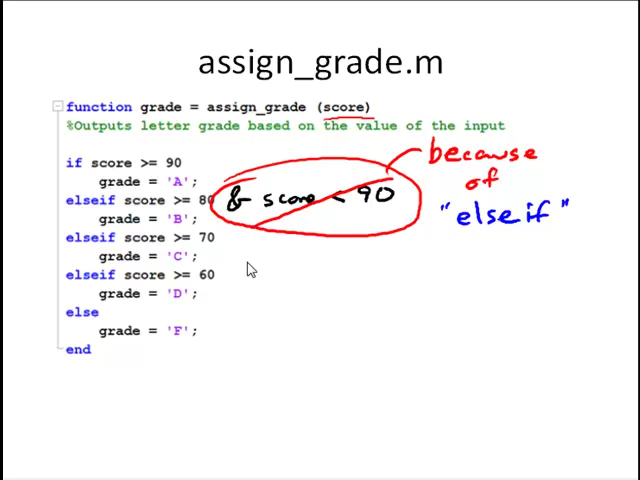 assign_grade.m
function grade = assign_grade (score)
%Outputs letter grade based on the value of the input
if score >= 90
grade = 'A';
elseif score >= 80 & score < 90
grade = 'B';
elseif score >= 70
grade = 'C';
elseif score >= 60
grade = 'D';
else
grade = 'F';
end
because
of
"elseif"